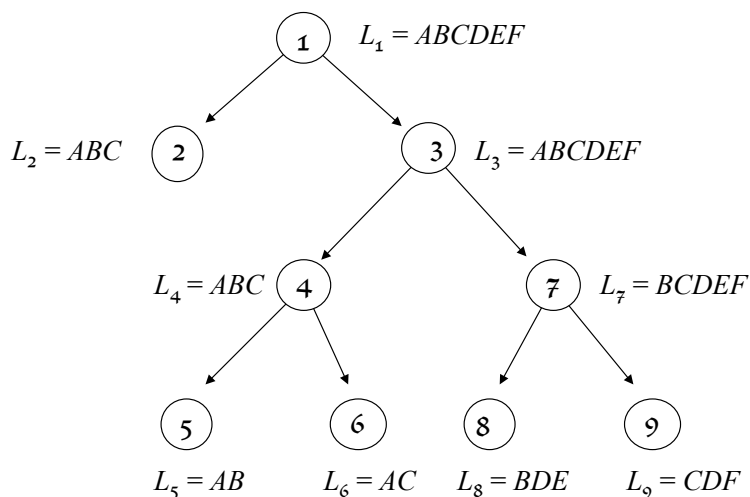 1 L₁ = ABCDEF
L₂ = ABC 2 3 L₃ = ABCDEF
L₄ = ABC 4 7 L₇ = BCDEF
5 6 8 9
L₅ = AB L₆ = AC L₈ = BDE L₉ = CDF